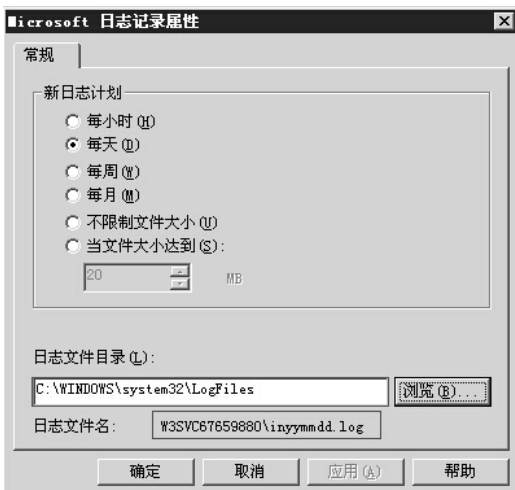 Microsoft 日志记录属性
常规
新日志计划
每小时(H)
每天(D)
每周(W)
每月(M)
不限制文件大小(U)
当文件大小达到(S):
20 MB
日志文件目录(L):
C:\WINDOWS\system32\LogFiles 浏览(B)...
日志文件名: W3SVC67659880\inyymmdd.log
确定 取消 应用(A) 帮助